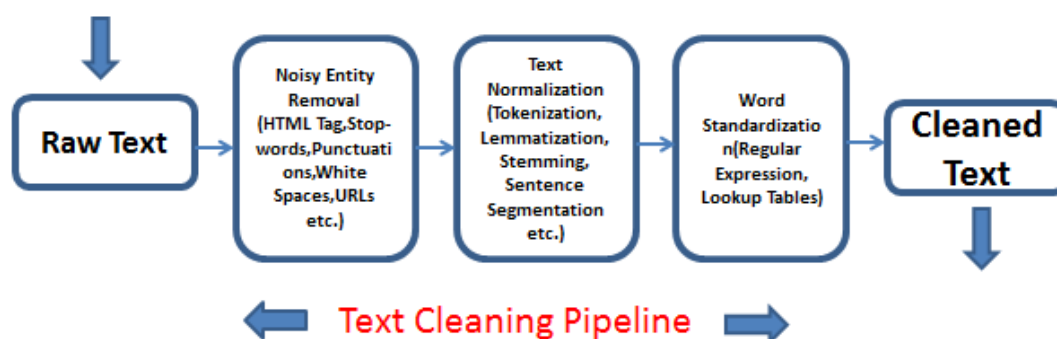 Raw Text
Noisy Entity
Removal
(HTML Tag,Stop-
words,Punctuati
ons,White
Spaces,URLs
etc.)
Text
Normalization
(Tokenization,
Lemmatization,
Stemming,
Sentence
Segmentation
etc.)
Word
Standardizatio
n(Regular
Expression,
Lookup Tables)
Cleaned
Text
Text Cleaning Pipeline